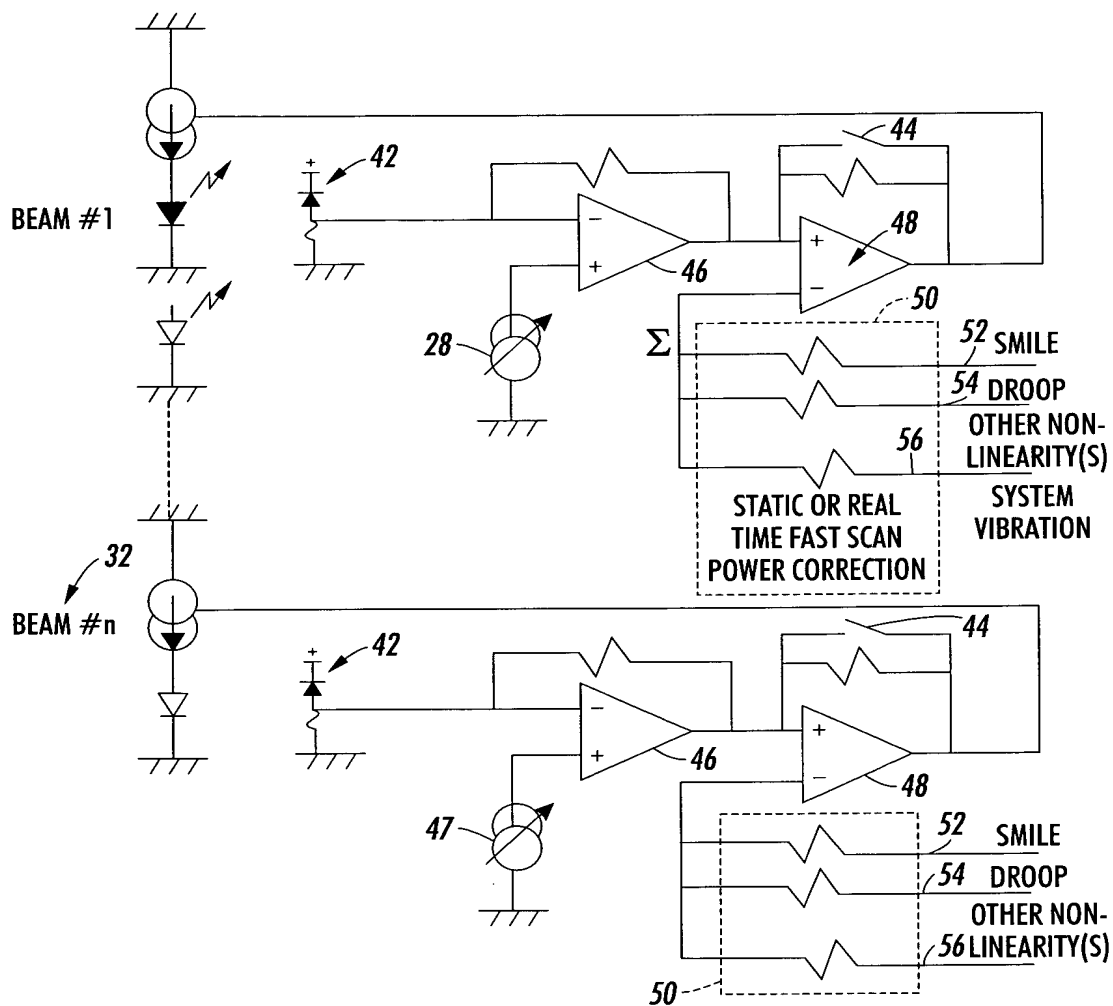 44
+
42
BEAM #1
−
+
46
+
−
48
50
28
Σ
52 SMILE
54 DROOP
OTHER NON-
LINEARITY(S)
56
SYSTEM
VIBRATION
STATIC OR REAL
TIME FAST SCAN
POWER CORRECTION
32
BEAM #n
44
+
42
−
+
46
+
−
48
47
52 SMILE
54 DROOP
OTHER NON-
56 LINEARITY(S)
50